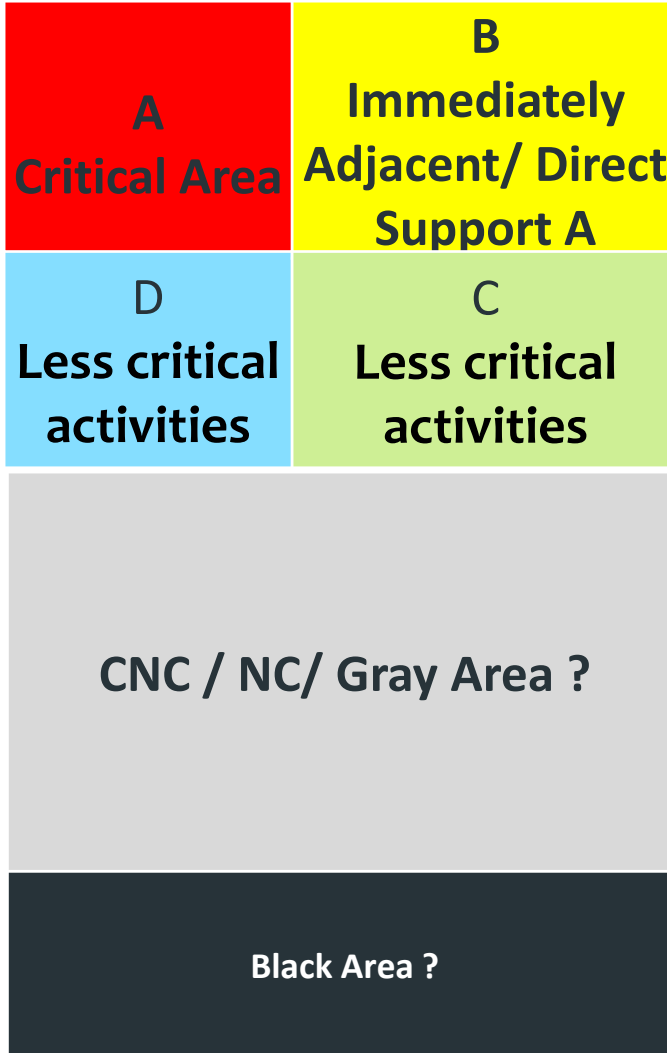 A
Critical Area
B
Immediately
Adjacent/ Direct
Support A
D
Less critical
activities
C
Less critical
activities
CNC / NC/ Gray Area ?
Black Area ?